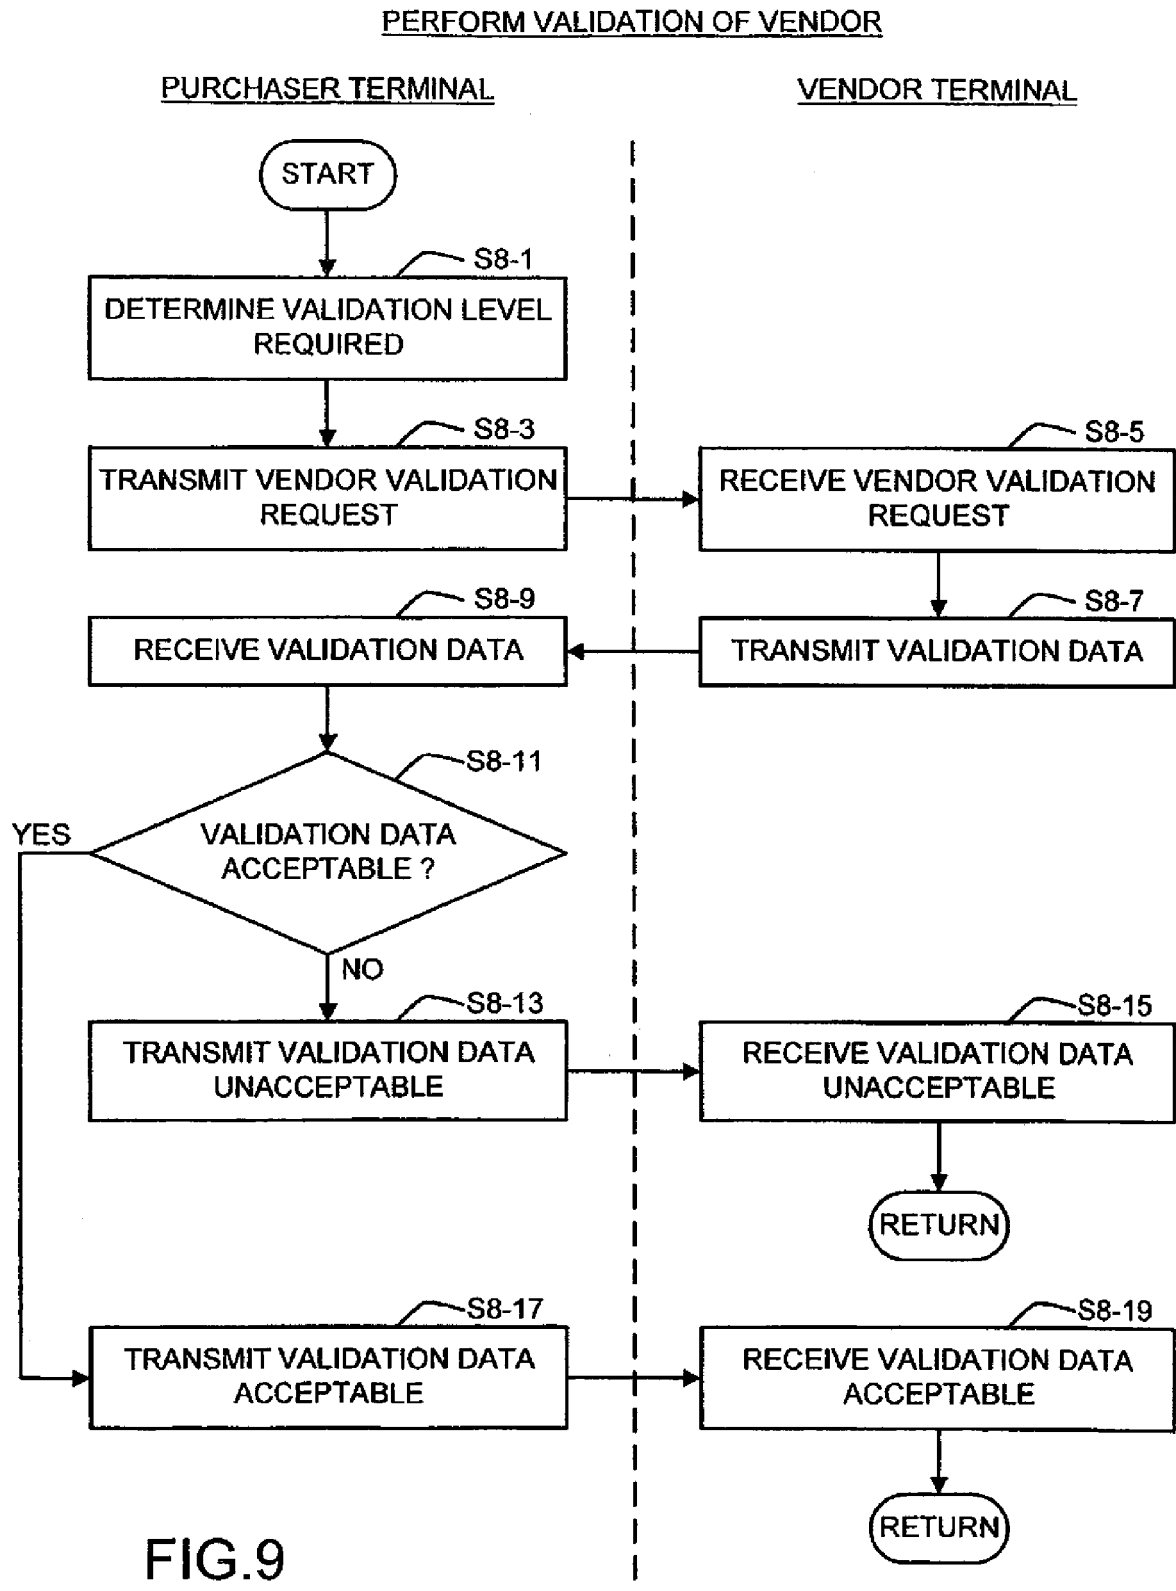 PERFORM VALIDATION OF VENDOR
PURCHASER TERMINAL
VENDOR TERMINAL
START
S8-1
DETERMINE VALIDATION LEVEL
REQUIRED
S8-3
TRANSMIT VENDOR VALIDATION
REQUEST
S8-5
RECEIVE VENDOR VALIDATION
REQUEST
S8-9
RECEIVE VALIDATION DATA
S8-7
TRANSMIT VALIDATION DATA
S8-11
YES
VALIDATION DATA
ACCEPTABLE ?
NO
S8-13
TRANSMIT VALIDATION DATA
UNACCEPTABLE
S8-15
RECEIVE VALIDATION DATA
UNACCEPTABLE
RETURN
S8-17
TRANSMIT VALIDATION DATA
ACCEPTABLE
S8-19
RECEIVE VALIDATION DATA
ACCEPTABLE
RETURN
FIG.9